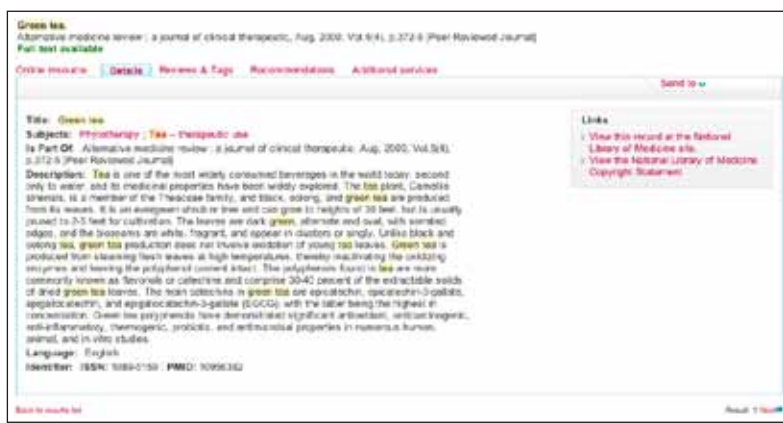 Green tea.
Alternative medicine review : a journal of clinical therapeutic, Aug, 2000, Vol.5(4), p.372-5 [Peer Reviewed Journal]
Full text available
Online resource Details Reviews & Tags Recommendations Additional services
Send to
Title: Green tea
Subjects: Phytotherapy ; Tea – therapeutic use
Is Part Of: Alternative medicine review : a journal of clinical therapeutic, Aug, 2000, Vol.5(4),
p.372-5 [Peer Reviewed Journal]
Description: Tea is one of the most widely consumed beverages in the world today, second
only to water, and its medicinal properties have been widely explored. The tea plant, Camellia
sinensis, is a member of the Theaceae family, and black, oolong, and green tea are produced
from its leaves. It is an evergreen shrub or tree and can grow to heights of 30 feet, but is usually
pruned to 2-5 feet for cultivation. The leaves are dark green, alternate and oval, with serrated
edges, and the blossoms are white, fragrant, and appear in clusters or singly. Unlike black and
oolong tea, green tea production does not involve oxidation of young tea leaves. Green tea is
produced from steaming fresh leaves at high temperatures, thereby inactivating the oxidizing
enzymes and leaving the polyphenol content intact. The polyphenols found in tea are more
commonly known as flavanols or catechins and comprise 30-40 percent of the extractable solids
of dried green tea leaves. The main catechins in green tea are epicatechin, epicatechin-3-gallate,
epigallocatechin, and epigallocatechin-3-gallate (EGCG), with the latter being the highest in
concentration. Green tea polyphenols have demonstrated significant antioxidant, anticarcinogenic,
anti-inflammatory, thermogenic, probiotic, and antimicrobial properties in numerous human,
animal, and in vitro studies.
Language: English
Identifier: ISSN: 1089-5159 ; PMID:
Links
View this record at the National
Library of Medicine site.
View the National Library of Medicine
Copyright Statement
Back to results list
Result 1 Next